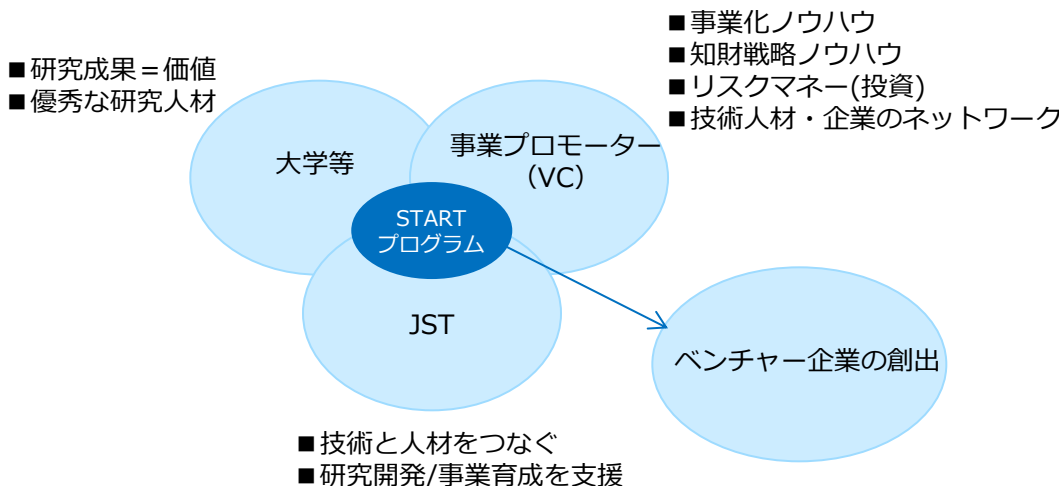 ■研究成果＝価値
■優秀な研究人材
■事業化ノウハウ
■知財戦略ノウハウ
■リスクマネー(投資)
■技術人材・企業のネットワーク
大学等
事業プロモーター
（VC）
START
プログラム
JST
ベンチャー企業の創出
■技術と人材をつなぐ
■研究開発/事業育成を支援